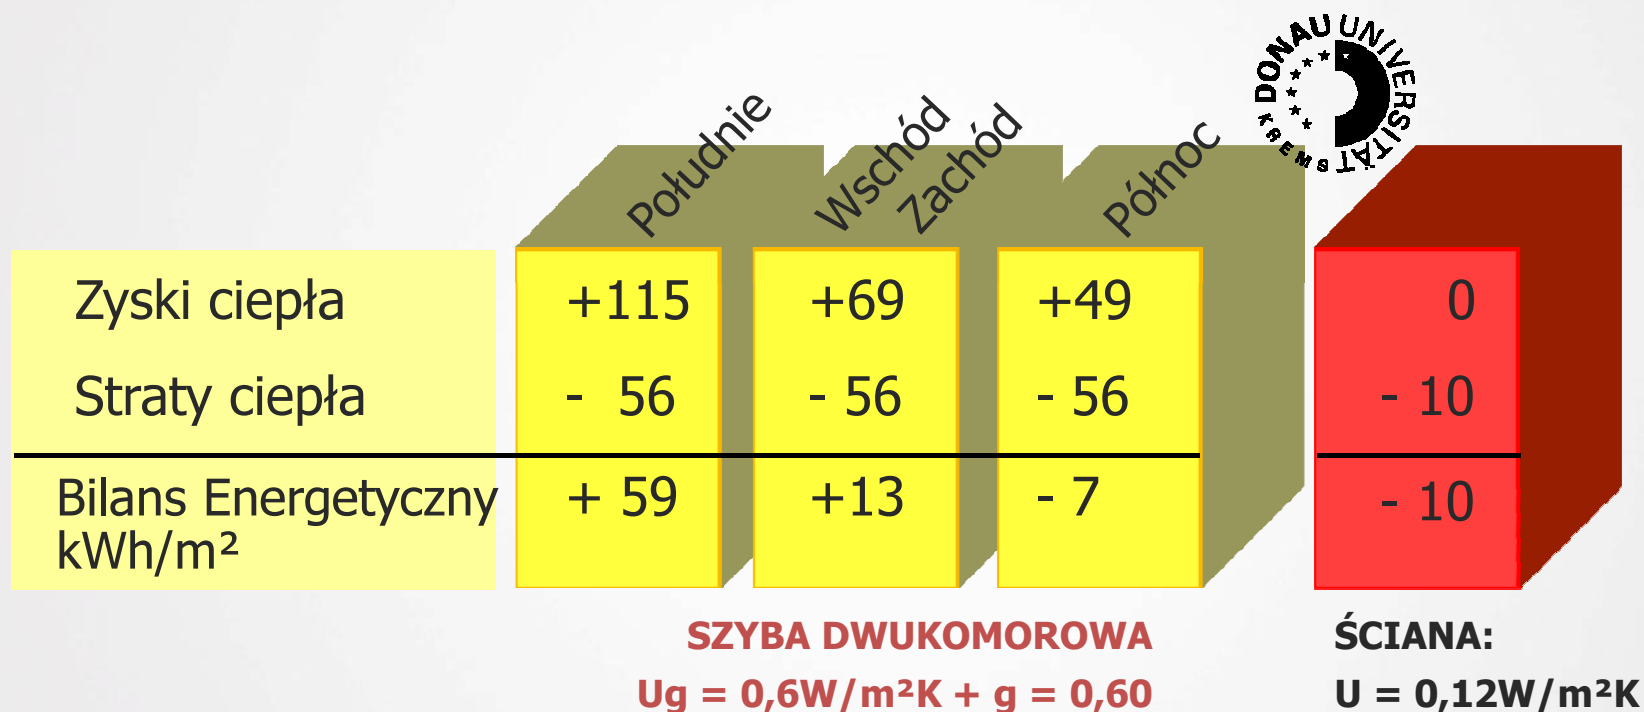 DONAU UNIVERSITÄT
KREMS
Południe
Wschód
Zachód
Północ
Zyski ciepła +115 +69 +49 0
Straty ciepła - 56 - 56 - 56 - 10
Bilans Energetyczny + 59 +13 - 7 - 10
kWh/m²
SZYBA DWUKOMOROWA
Ug = 0,6W/m²K + g = 0,60
ŚCIANA:
U = 0,12W/m²K